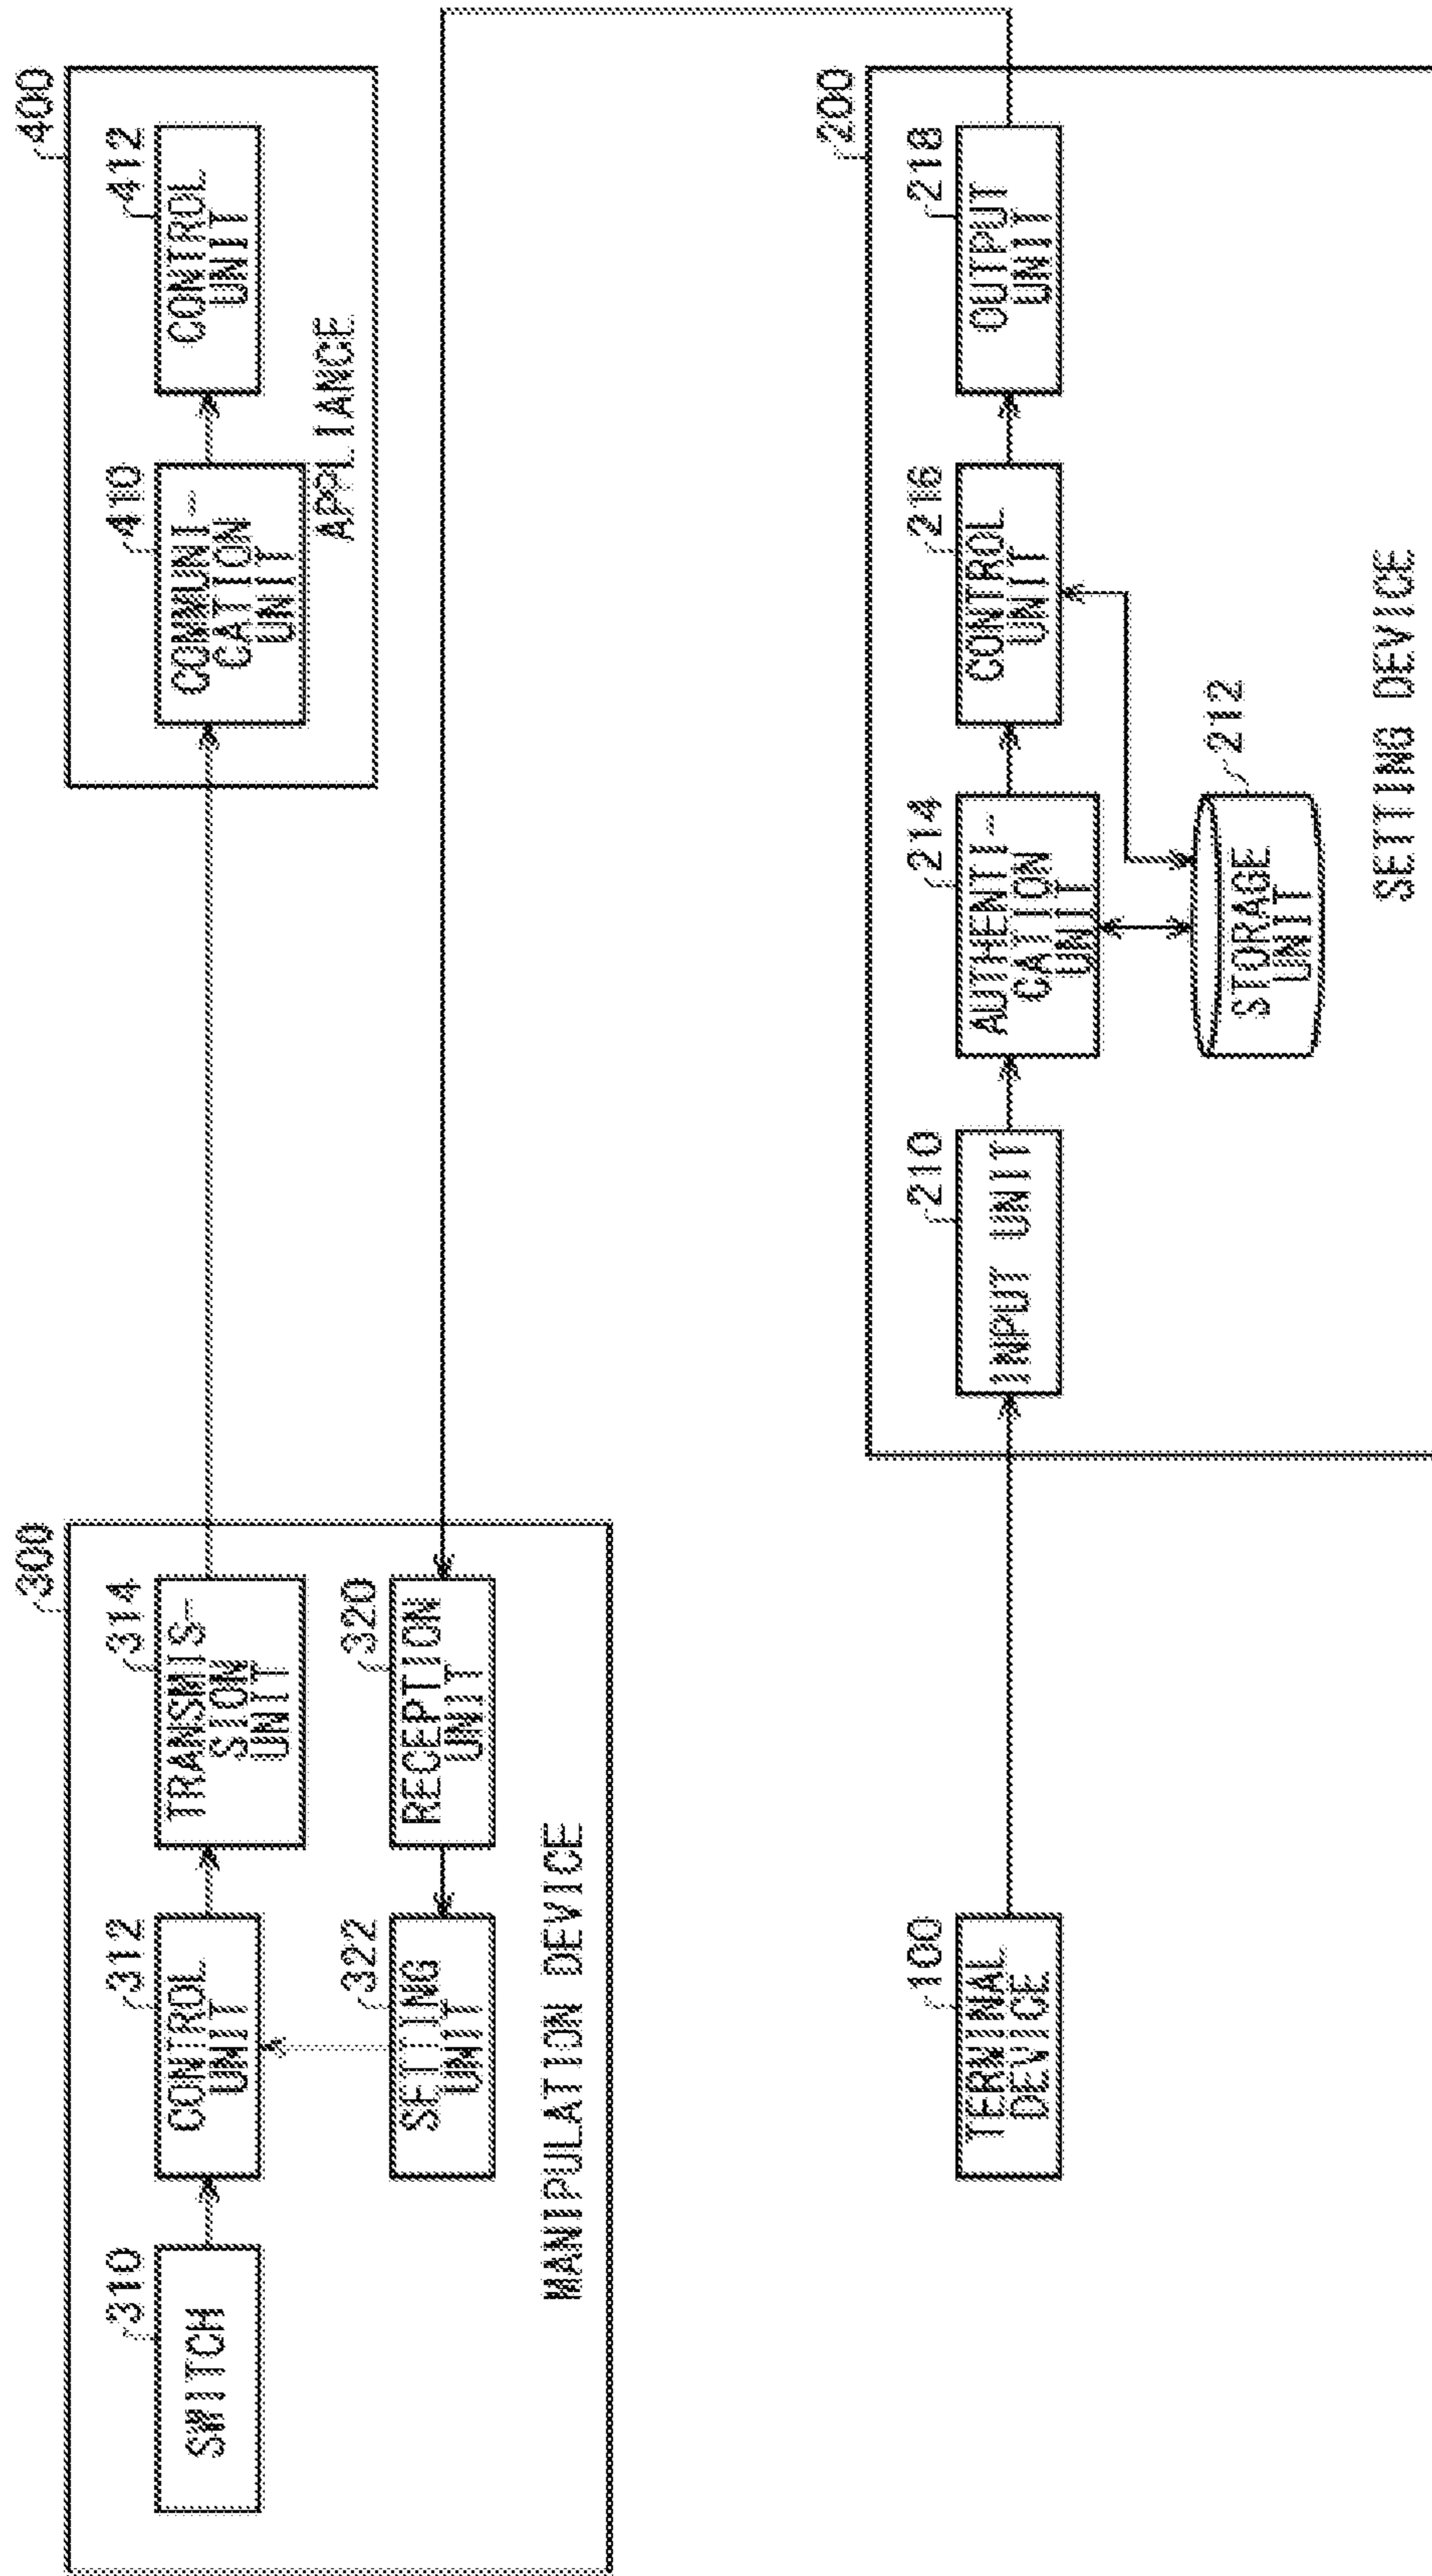 300
310
SWITCH
312
CONTROL
UNIT
314
TRANSMIS-
SION
UNIT
322
SETTING
UNIT
320
RECEPTION
UNIT
MANIPULATION DEVICE
400
410
COMMUNI-
CATION
UNIT
412
CONTROL
UNIT
APPLIANCE
100
TERMINAL
DEVICE
200
210
INPUT UNIT
214
AUTHENTI-
CATION
UNIT
216
CONTROL
UNIT
218
OUTPUT
UNIT
212
STORAGE
UNIT
SETTING DEVICE